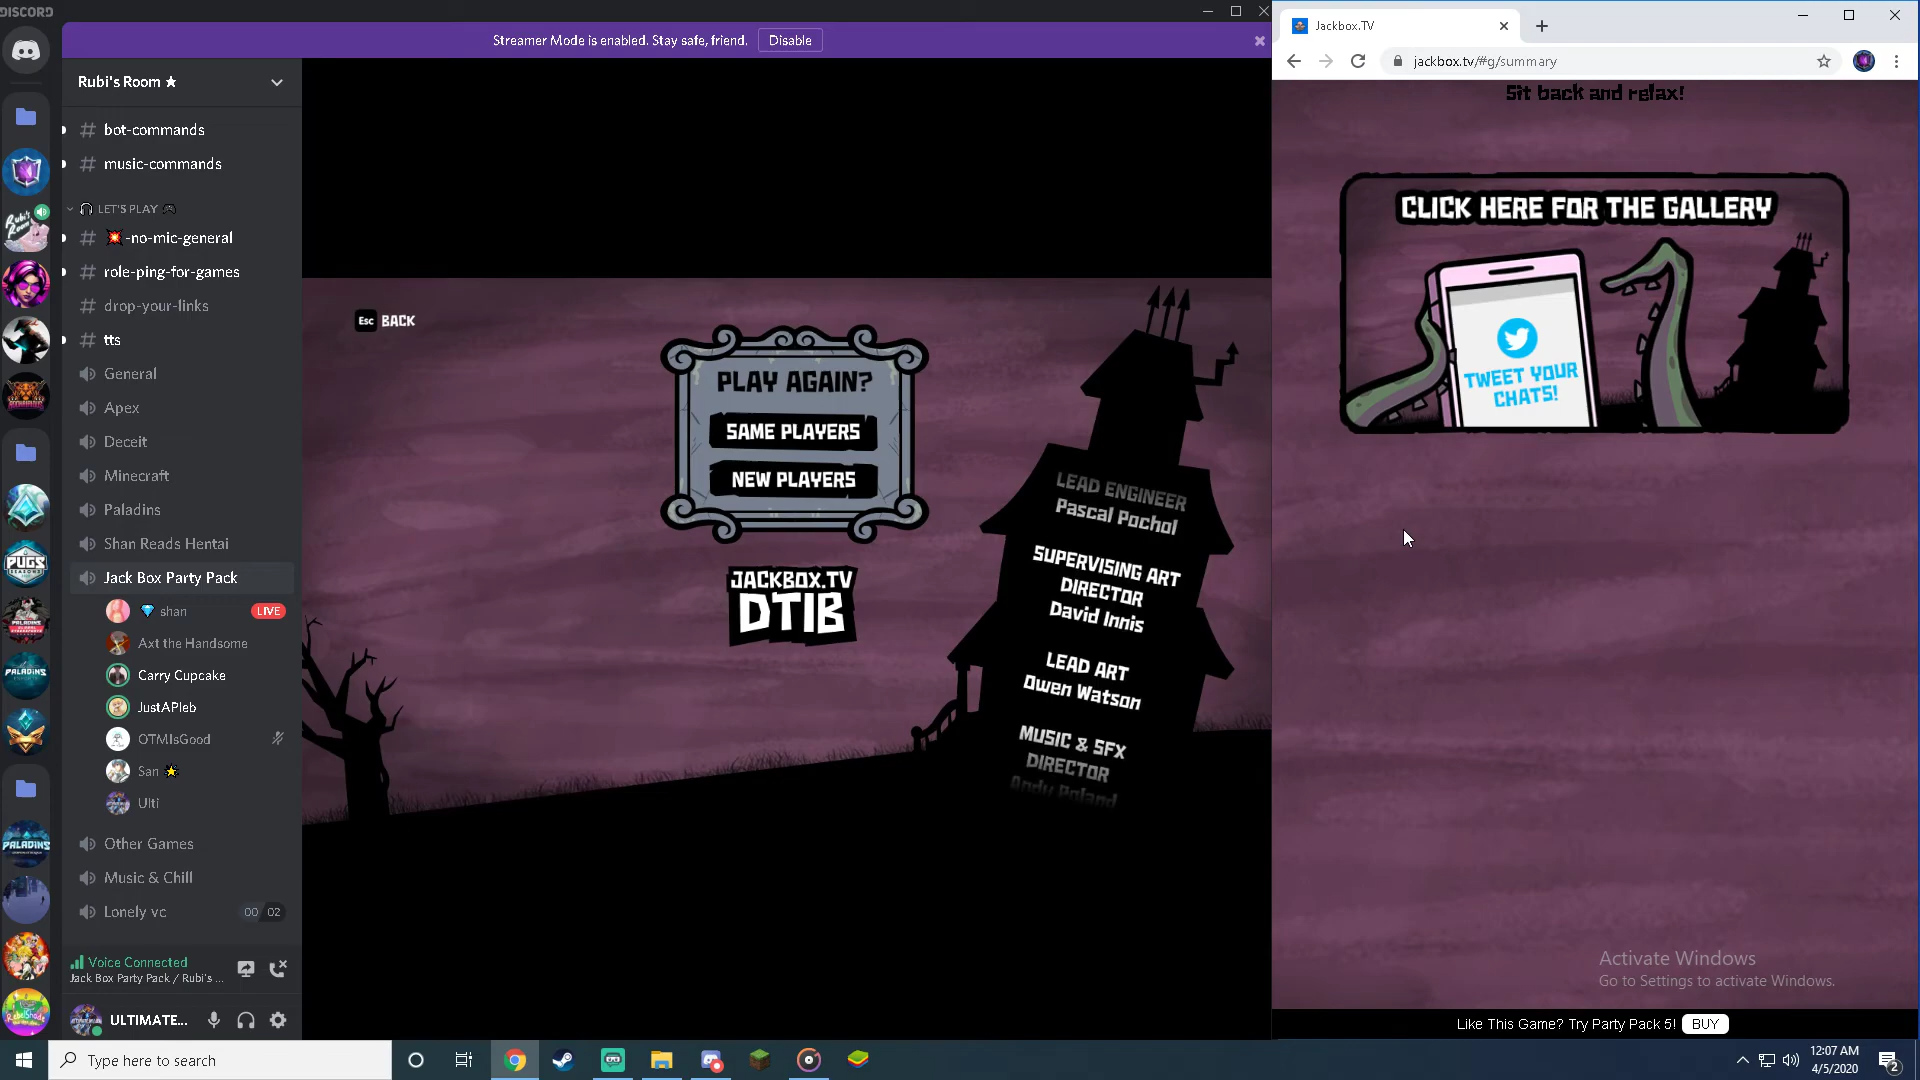 DISCORD
Streamer Mode is enabled. Stay safe, friend.
Disable
Rubi's Room ★
bot-commands
music-commands
LET'S PLAY
-no-mic-general
role-ping-for-games
drop-your-links
tts
General
Apex
Deceit
Minecraft
Paladins
Shan Reads Hentai
Jack Box Party Pack
shan
LIVE
Axt the Handsome
Carry Cupcake
JustAPleb
OTMIsGood
San
Ulti
Other Games
Music & Chill
Lonely vc
00 / 02
Voice Connected
Jack Box Party Pack / Rubi's ...
ULTIMATE...
Esc BACK
PLAY AGAIN?
SAME PLAYERS
NEW PLAYERS
JACKBOX.TV
DTIB
LEAD ENGINEER
Pascal Pochol
SUPERVISING ART
DIRECTOR
David Innis
LEAD ART
Owen Watson
MUSIC & SFX
DIRECTOR
Andy Poland
Jackbox.TV
jackbox.tv/#g/summary
Sit back and relax!
CLICK HERE FOR THE GALLERY
TWEET YOUR
CHATS!
Activate Windows
Go to Settings to activate Windows.
Like This Game? Try Party Pack 5!
BUY
Type here to search
12:07 AM
4/5/2020
2